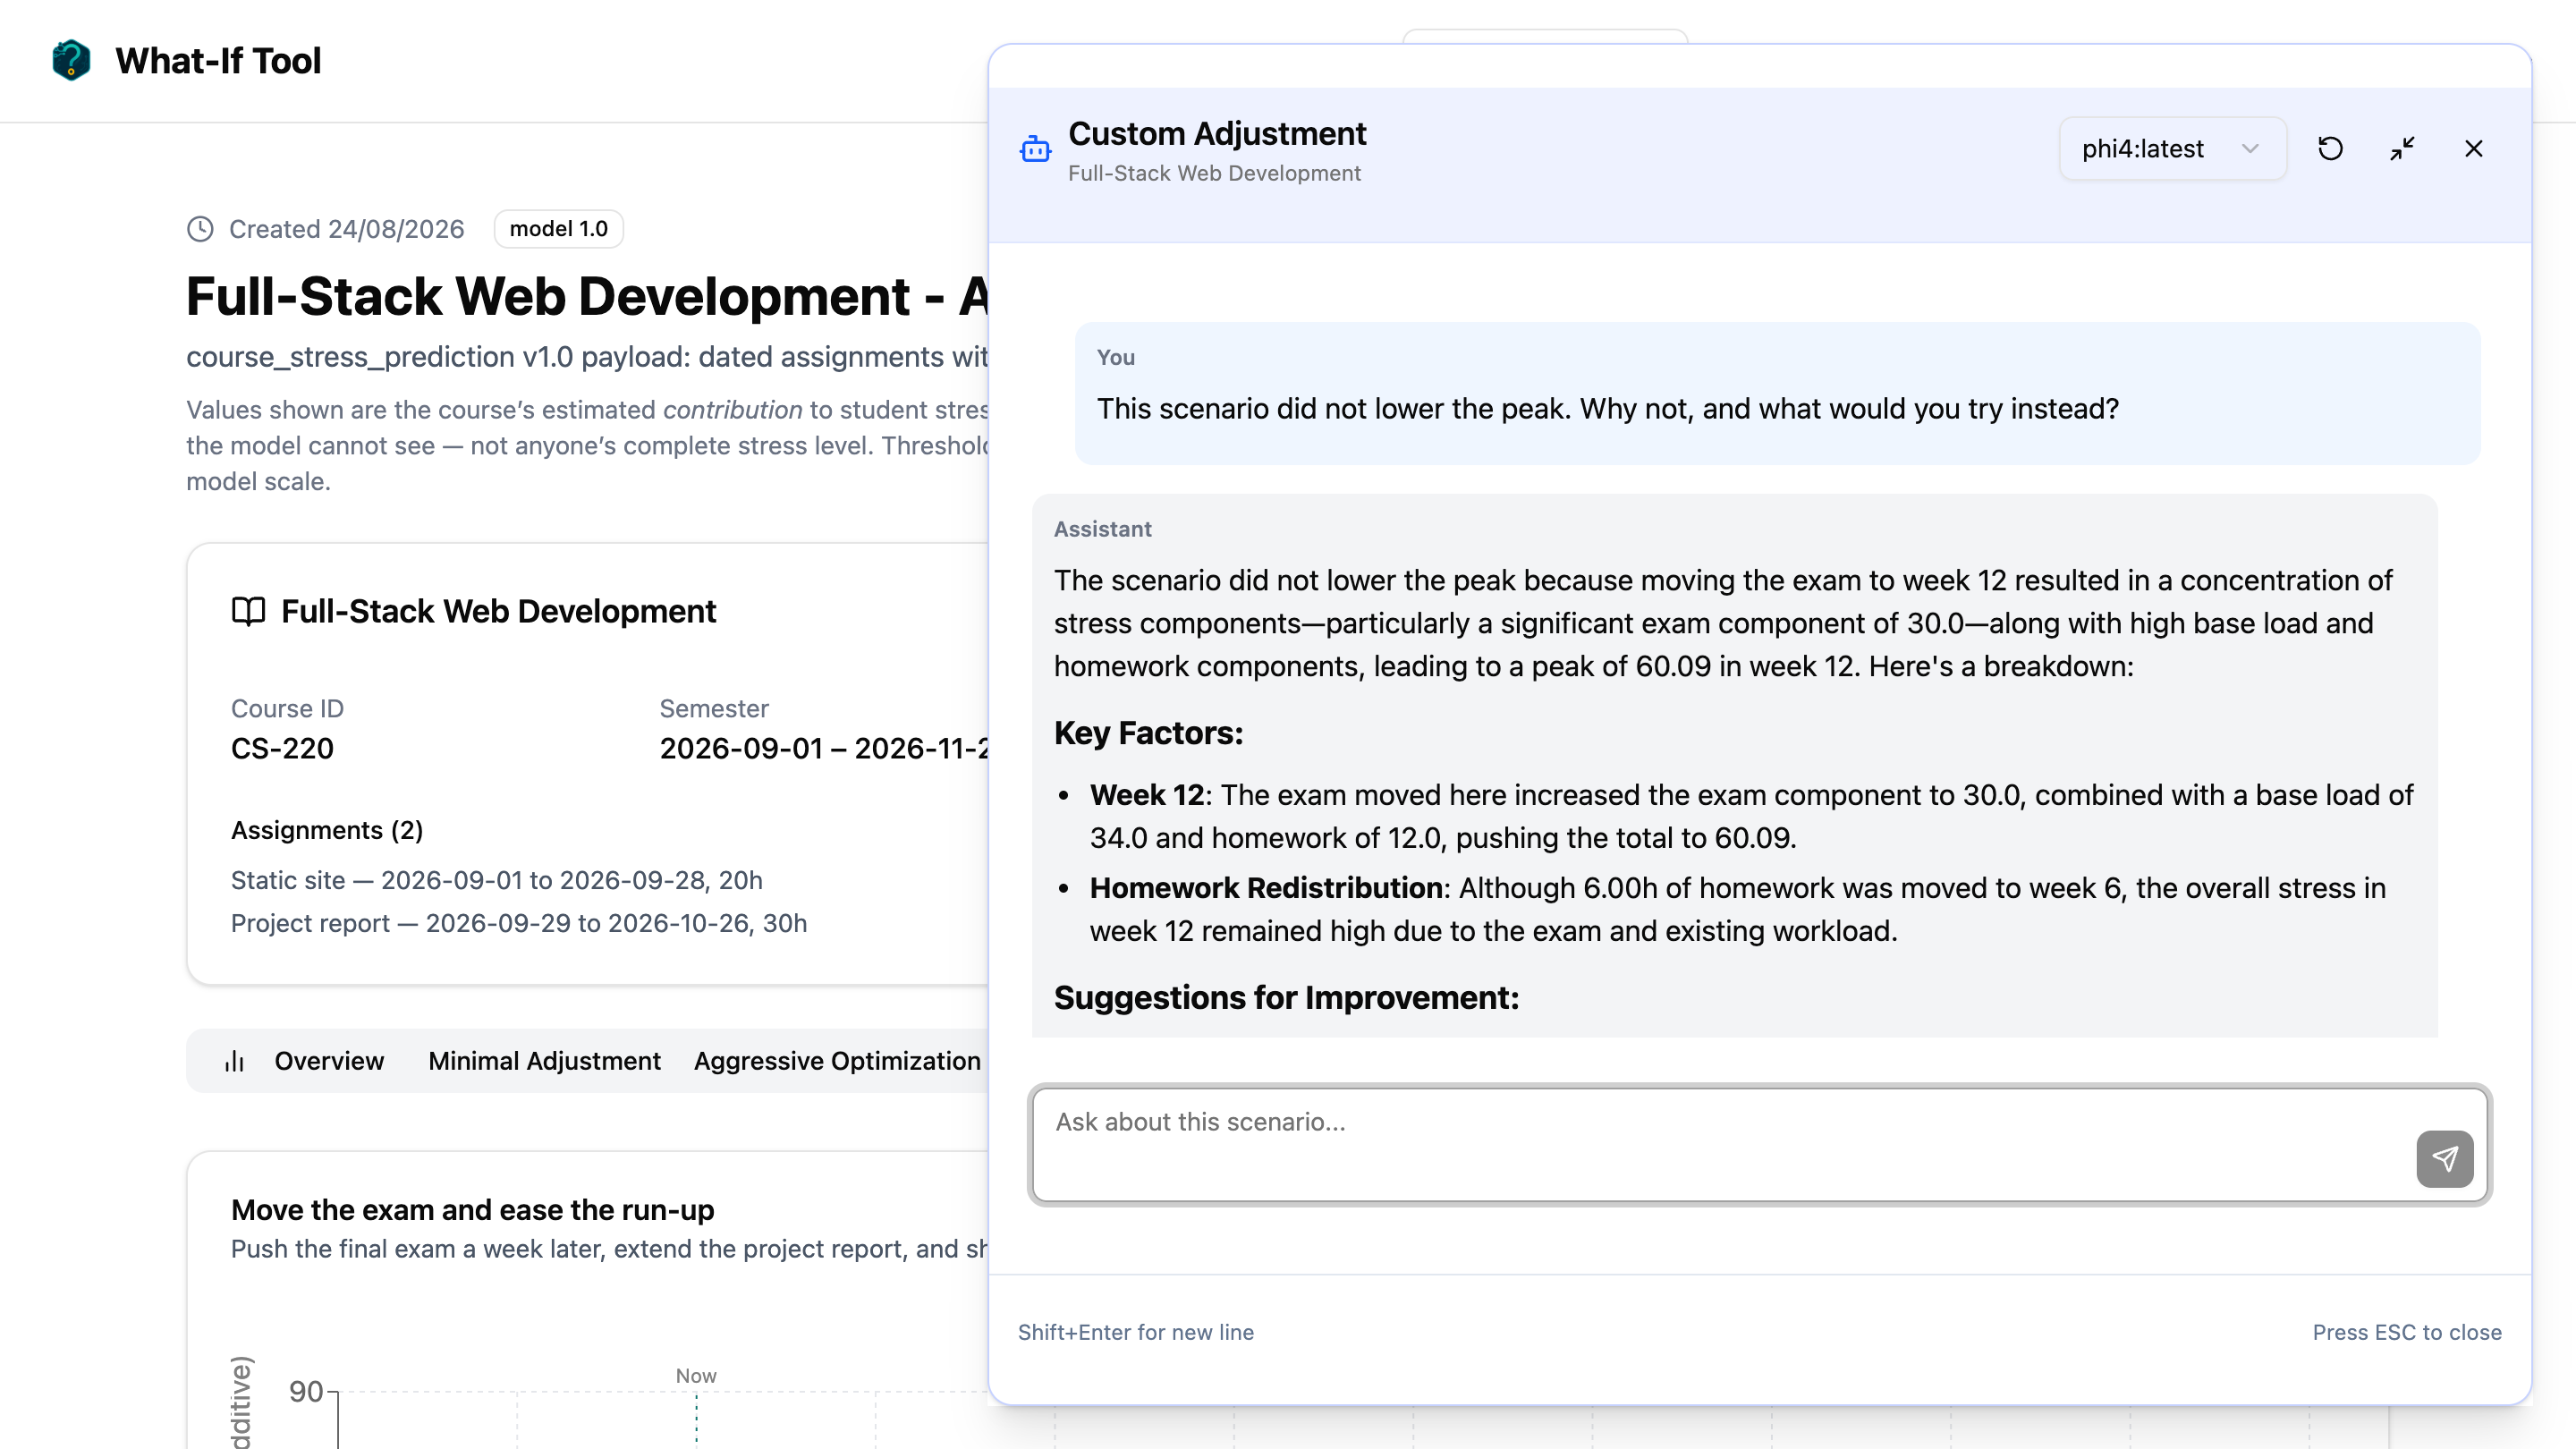 What-If Tool
Created 24/08/2026
model 1.0
Full-Stack Web Development - A
course_stress_prediction v1.0 payload: dated assignments wit
Values shown are the course's estimated contribution to student stres
the model cannot see — not anyone's complete stress level. Threshold
model scale.
Full-Stack Web Development
Course ID
CS-220
Semester
2026-09-01 – 2026-11-2
Assignments (2)
Static site — 2026-09-01 to 2026-09-28, 20h
Project report — 2026-09-29 to 2026-10-26, 30h
Overview
Minimal Adjustment
Aggressive Optimization
Move the exam and ease the run-up
Push the final exam a week later, extend the project report, and sh
Now
90
dditive)
Custom Adjustment
Full-Stack Web Development
phi4:latest
You
This scenario did not lower the peak. Why not, and what would you try instead?
Assistant
The scenario did not lower the peak because moving the exam to week 12 resulted in a concentration of
stress components—particularly a significant exam component of 30.0—along with high base load and
homework components, leading to a peak of 60.09 in week 12. Here's a breakdown:
Key Factors:
• Week 12: The exam moved here increased the exam component to 30.0, combined with a base load of
34.0 and homework of 12.0, pushing the total to 60.09.
• Homework Redistribution: Although 6.00h of homework was moved to week 6, the overall stress in
week 12 remained high due to the exam and existing workload.
Suggestions for Improvement:
Ask about this scenario...
Shift+Enter for new line
Press ESC to close